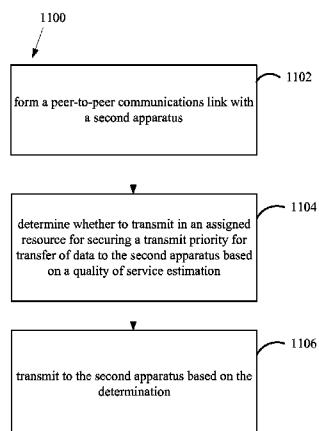 1100
1102
form a peer-to-peer communications link with
a second apparatus
1104
determine whether to transmit in an assigned
resource for securing a transmit priority for
transfer of data to the second apparatus based
on a quality of service estimation
1106
transmit to the second apparatus based on the
determination